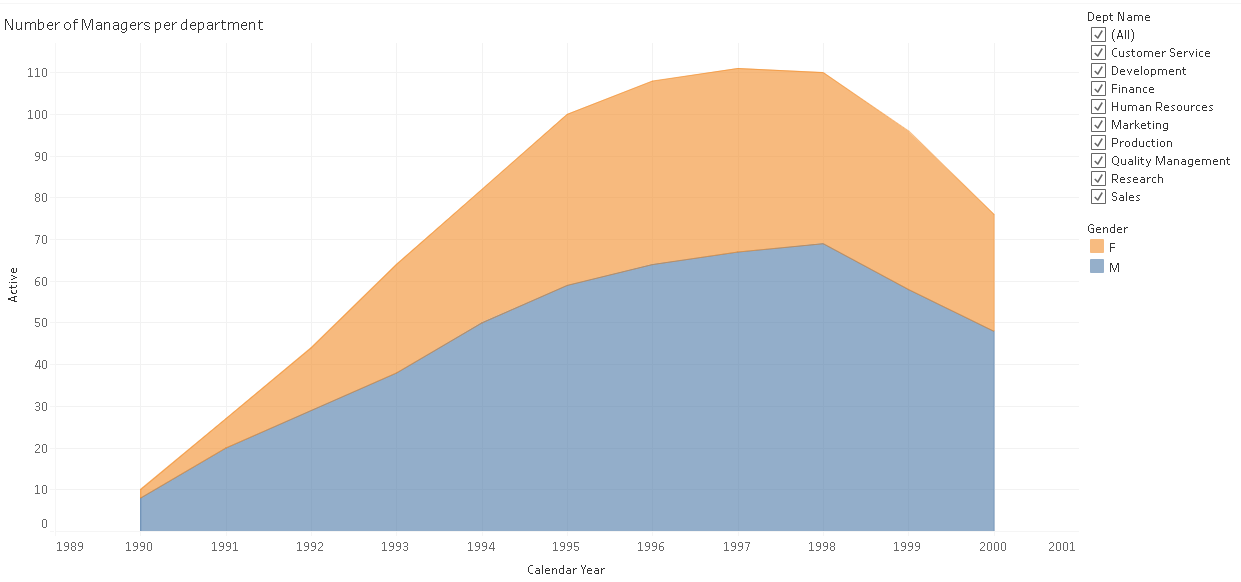 Number of Managers per department
110
100
90
80
70
60
50
40
30
20
10
0
Active
1989 1990 1991 1992 1993 1994 1995 1996 1997 1998 1999 2000 2001
Calendar Year
Dept Name
(All)
Customer Service
Development
Finance
Human Resources
Marketing
Production
Quality Management
Research
Sales
Gender
F
M